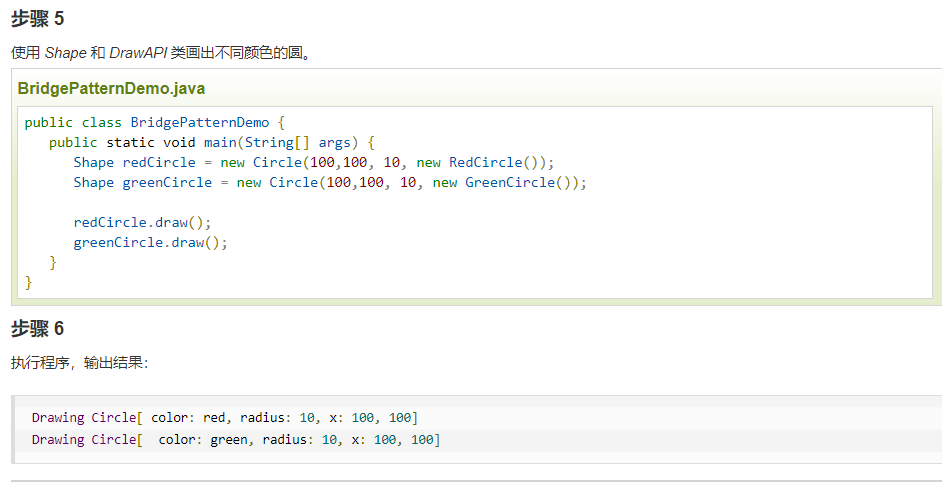 步骤 5
使用 Shape 和 DrawAPI 类画出不同颜色的圆。
BridgePatternDemo.java
public class BridgePatternDemo {
   public static void main(String[] args) {
      Shape redCircle = new Circle(100,100, 10, new RedCircle());
      Shape greenCircle = new Circle(100,100, 10, new GreenCircle());
      redCircle.draw();
      greenCircle.draw();
   }
}
步骤 6
执行程序，输出结果：
Drawing Circle[ color: red, radius: 10, x: 100, 100]
Drawing Circle[  color: green, radius: 10, x: 100, 100]